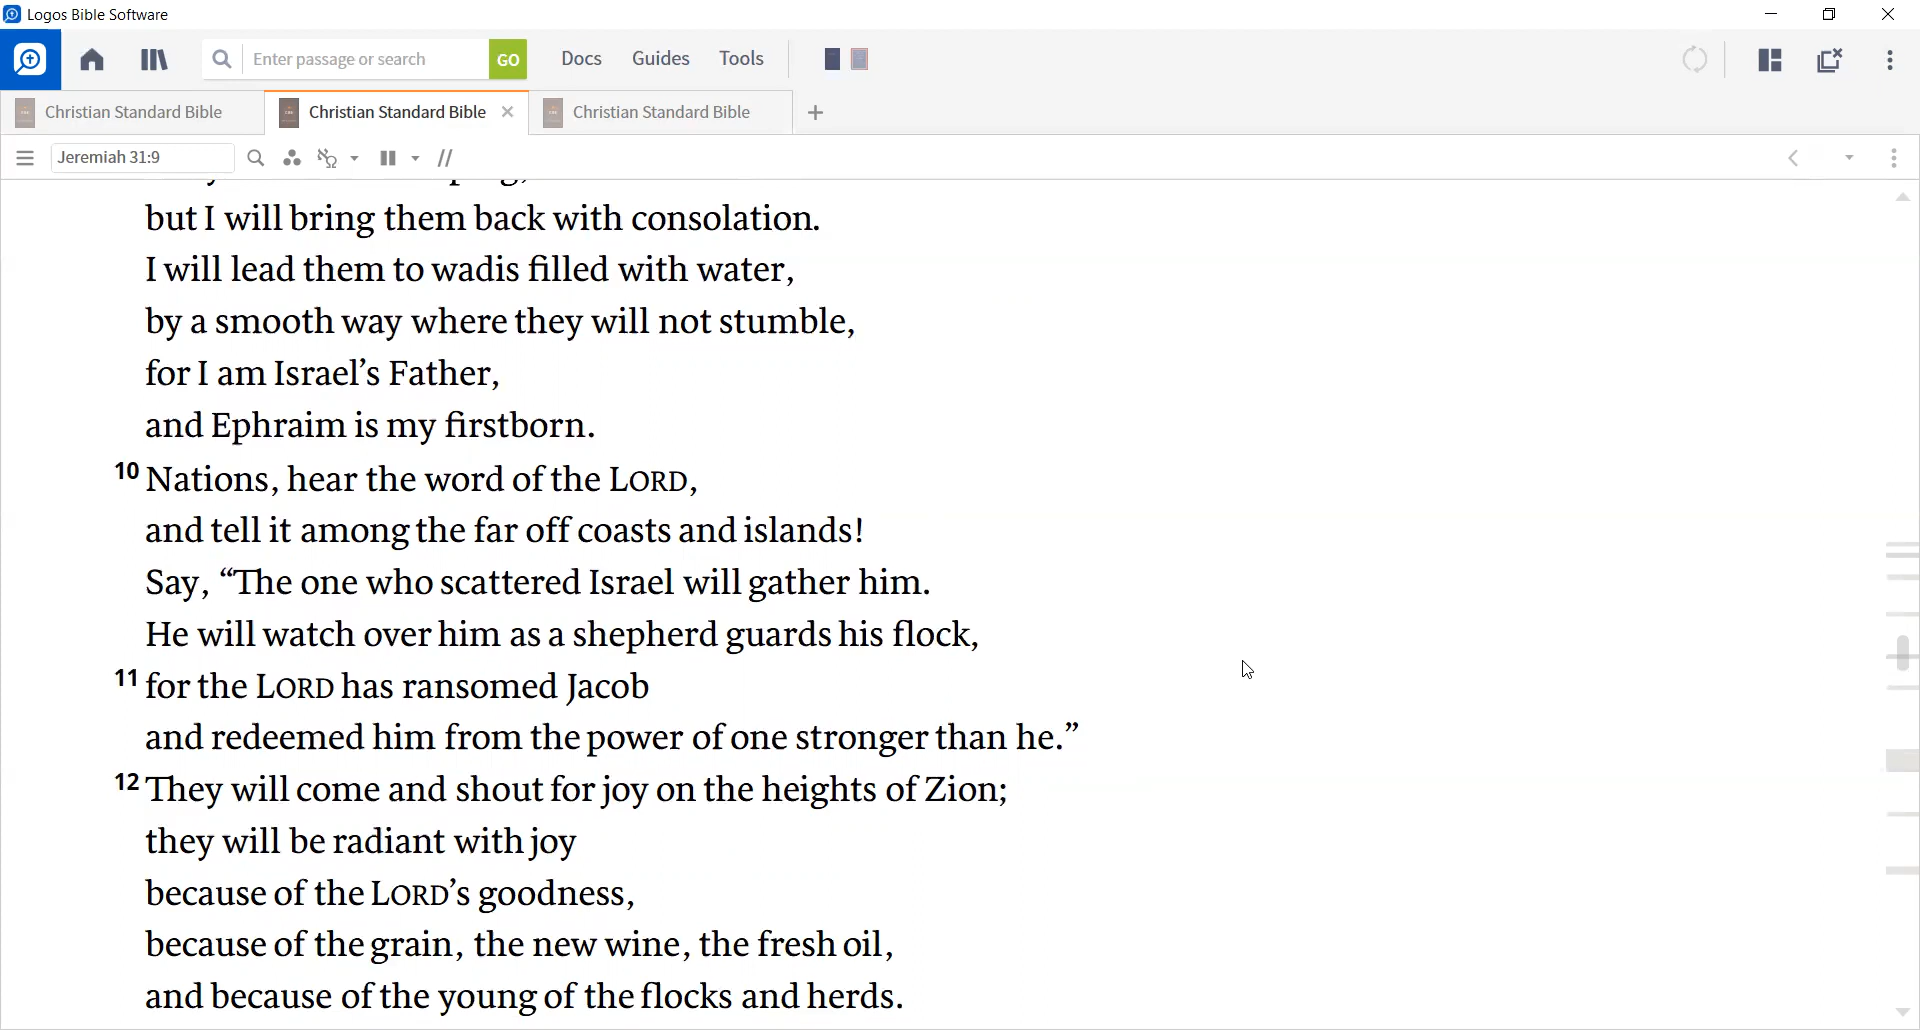 Logos Bible Software
Enter passage or search
GO
Docs
Guides
Tools
Christian Standard Bible
Christian Standard Bible
Christian Standard Bible
Jeremiah 31:9
but I will bring them back with consolation.
I will lead them to wadis filled with water,
by a smooth way where they will not stumble,
for I am Israel’s Father,
and Ephraim is my firstborn.
10 Nations, hear the word of the LORD,
and tell it among the far off coasts and islands!
Say, “The one who scattered Israel will gather him.
He will watch over him as a shepherd guards his flock,
11 for the LORD has ransomed Jacob
and redeemed him from the power of one stronger than he.”
12 They will come and shout for joy on the heights of Zion;
they will be radiant with joy
because of the LORD’s goodness,
because of the grain, the new wine, the fresh oil,
and because of the young of the flocks and herds.